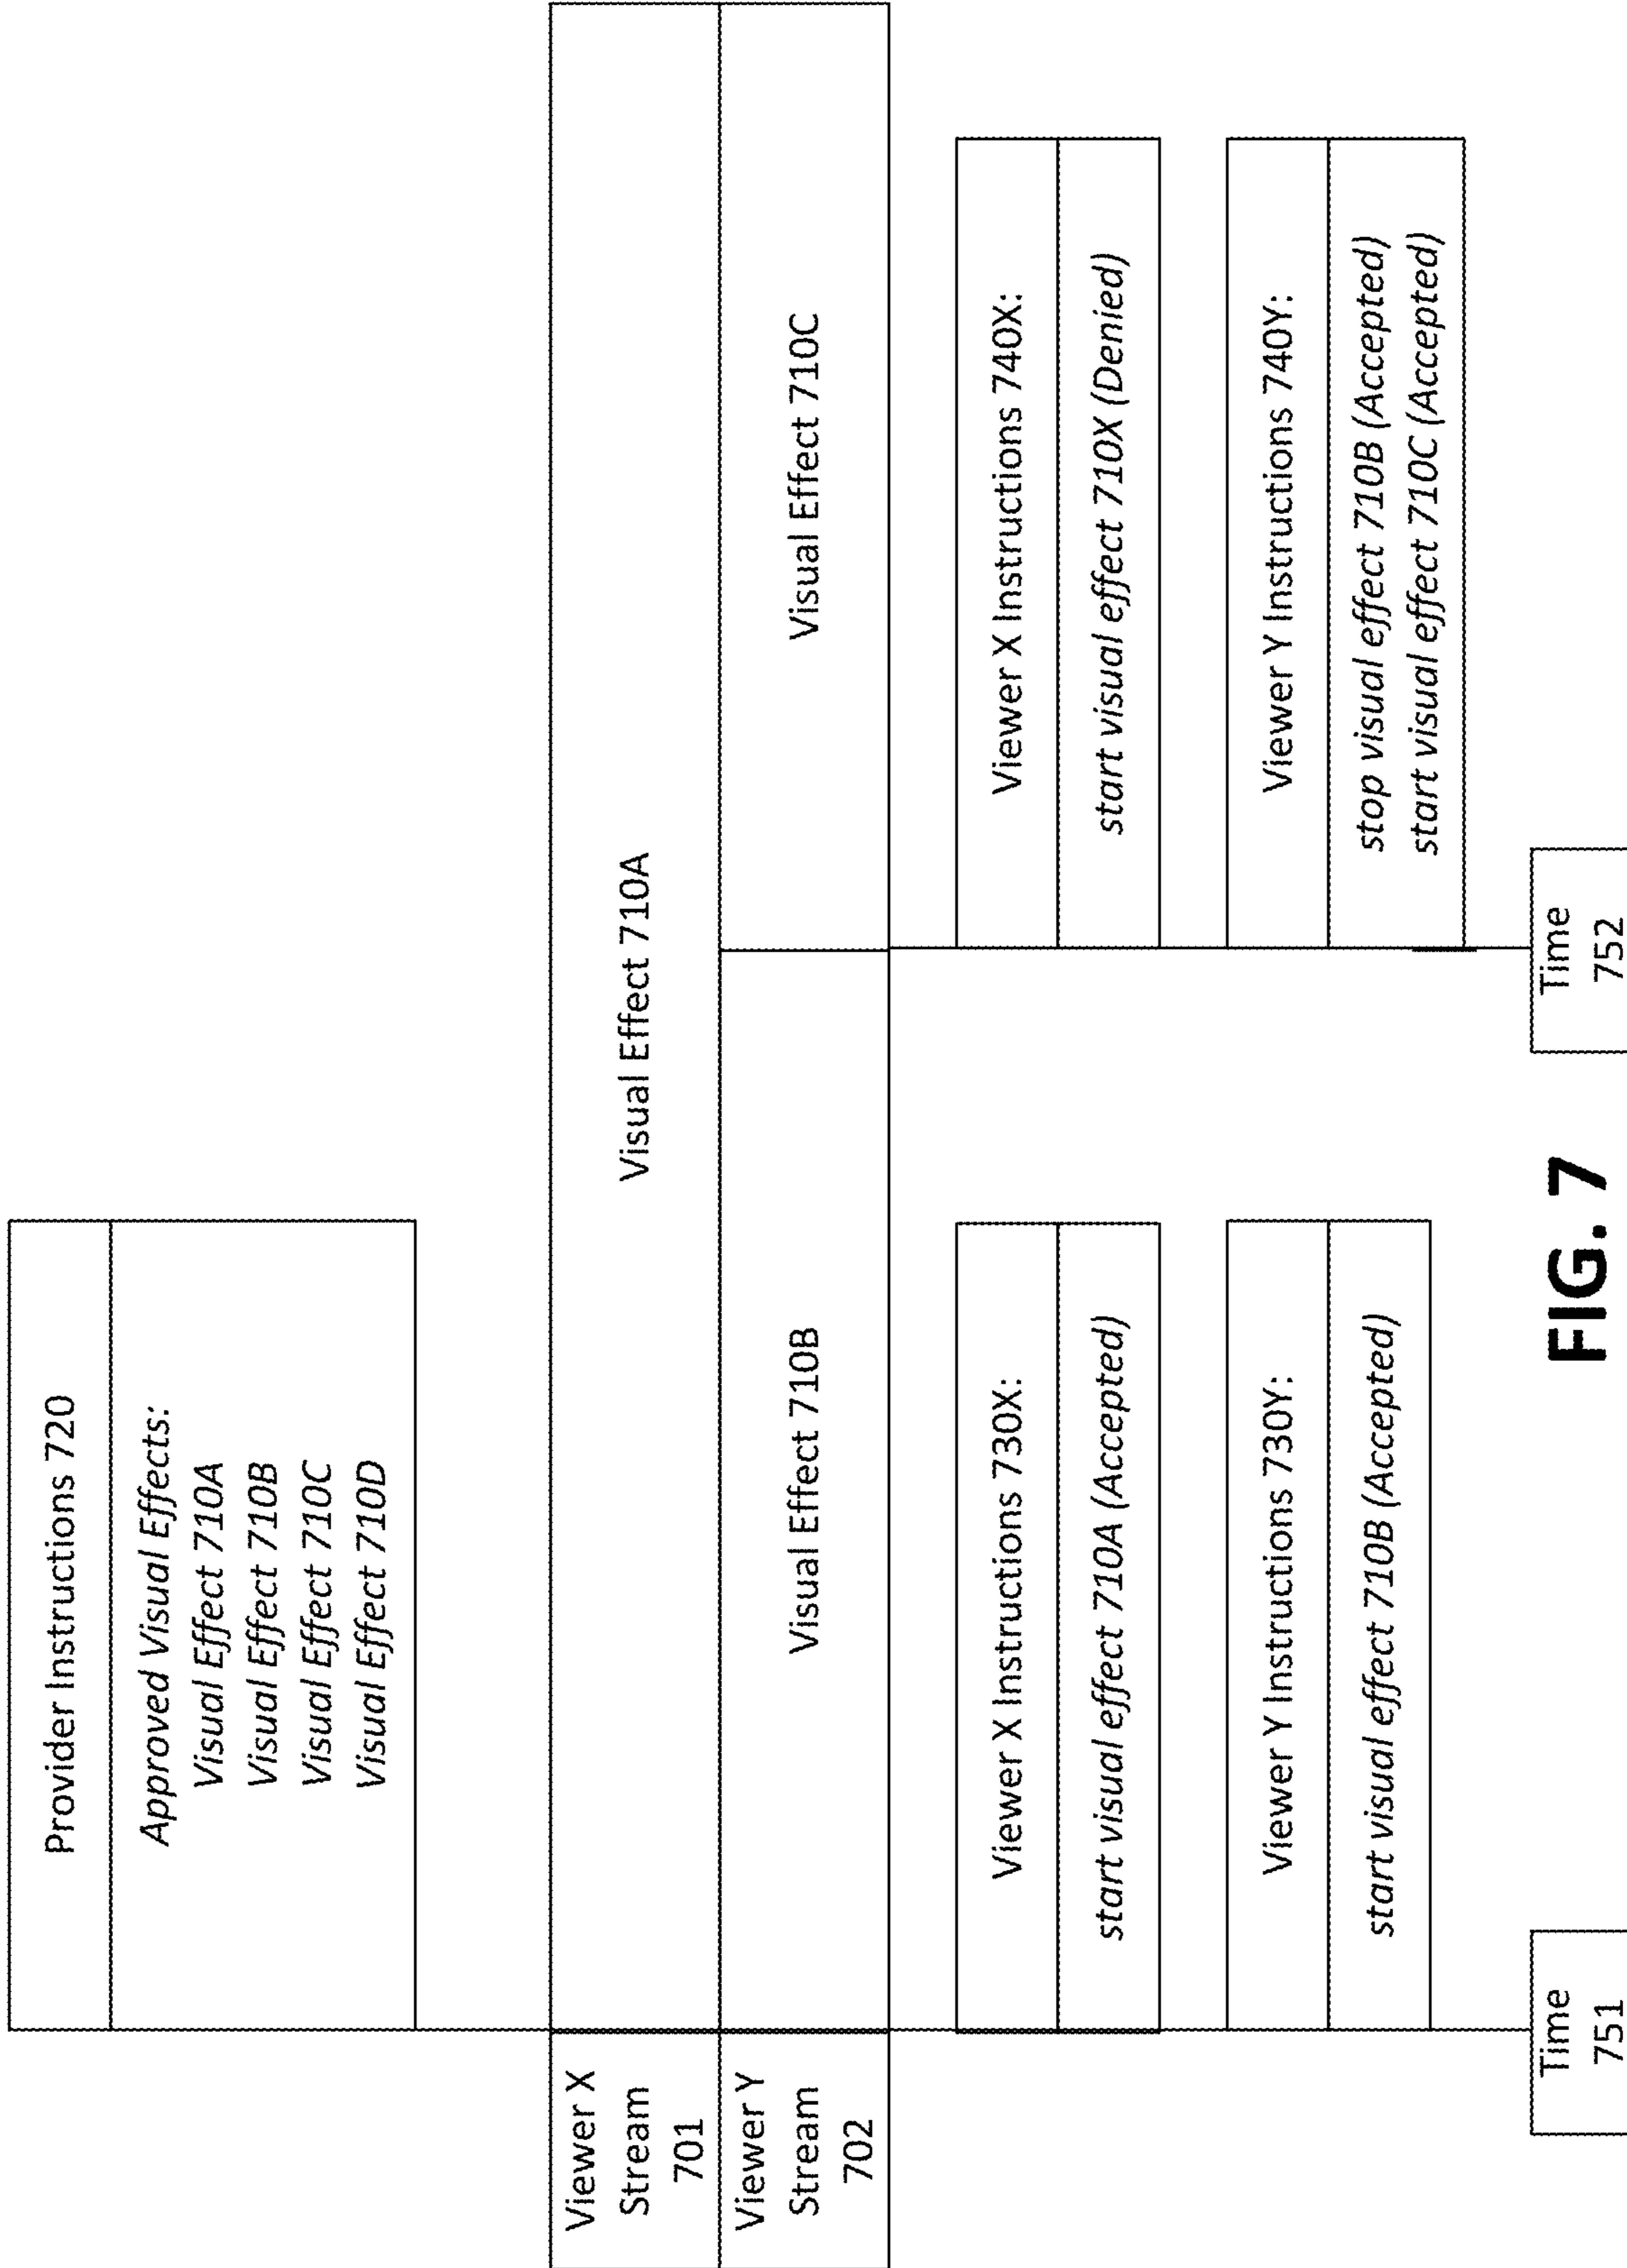 Provider Instructions 720
Approved Visual Effects:
Visual Effect 710A
Visual Effect 710B
Visual Effect 710C
Visual Effect 710D
Viewer X
Stream
701
Visual Effect 710A
Viewer Y
Stream
702
Visual Effect 710B
Visual Effect 710C
Viewer X Instructions 730X:
start visual effect 710A (Accepted)
Viewer X Instructions 740X:
start visual effect 710X (Denied)
Viewer Y Instructions 730Y:
start visual effect 710B (Accepted)
Viewer Y Instructions 740Y:
stop visual effect 710B (Accepted)
start visual effect 710C (Accepted)
Time
751
Time
752
FIG. 7